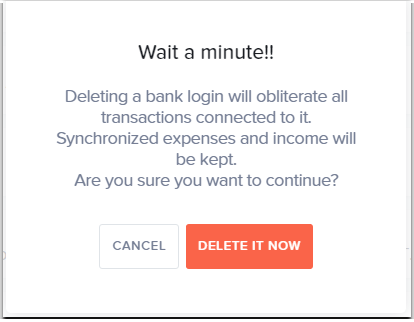 Wait a minute!!
Deleting a bank login will obliterate all
transactions connected to it.
Synchronized expenses and income will
be kept.
Are you sure you want to continue?
CANCEL
DELETE IT NOW